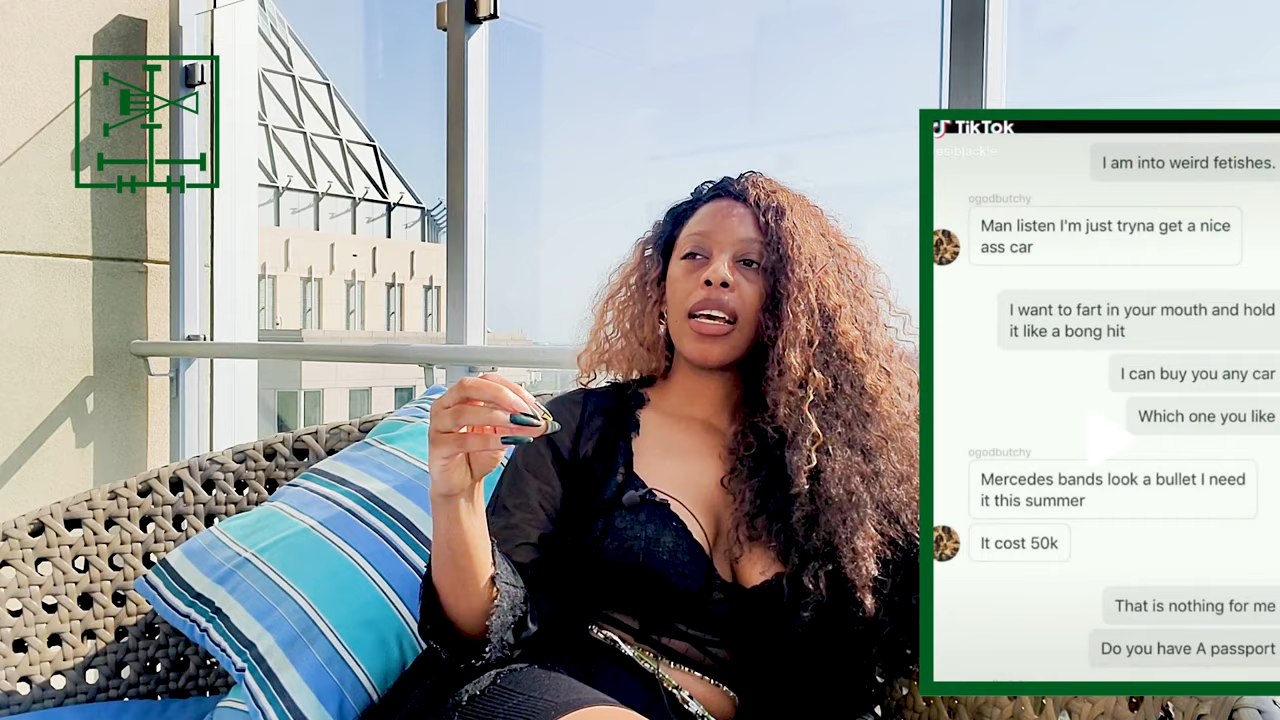 TikTok
I am into weird fetishes.
ogodbutchy
Man listen I'm just tryna get a nice
ass car
I want to fart in your mouth and hold
it like a bong hit
I can buy you any car
Which one you like
ogodbutchy
Mercedes bands look a bullet I need
it this summer
It cost 50k
That is nothing for me
Do you have A passport